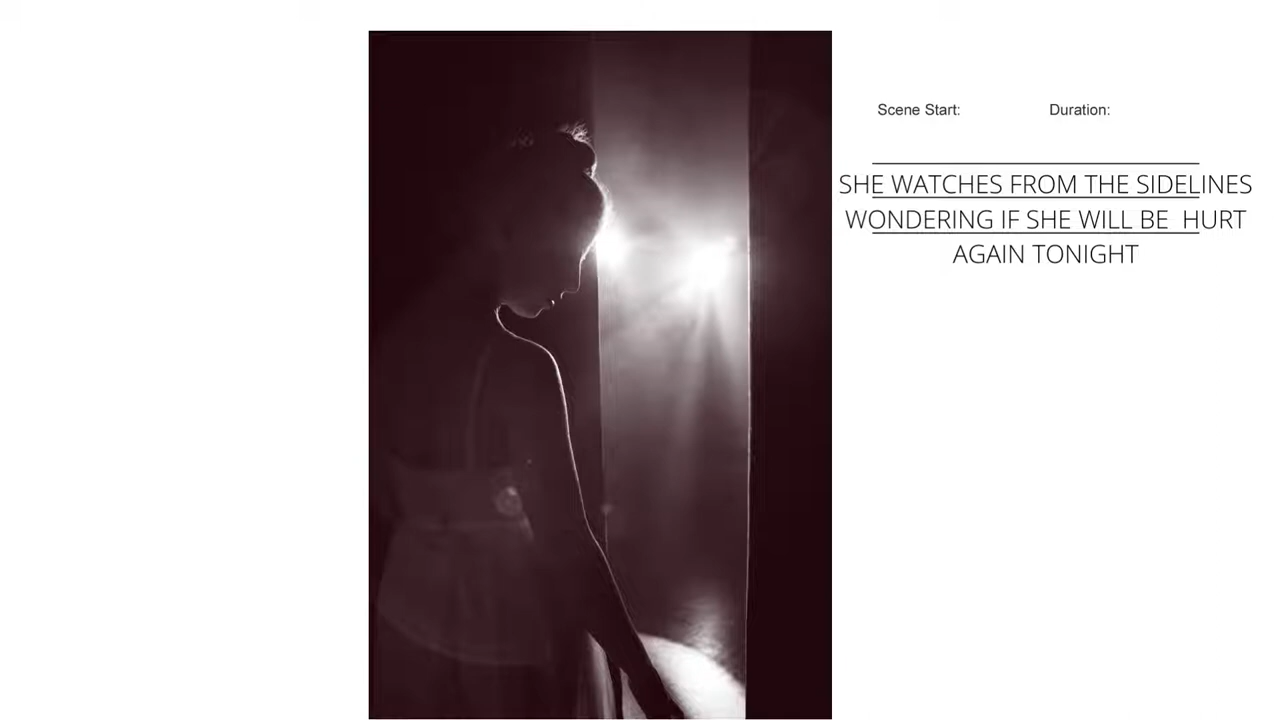 Scene Start: Duration:
SHE WATCHES FROM THE SIDELINES
WONDERING IF SHE WILL BE  HURT
AGAIN TONIGHT